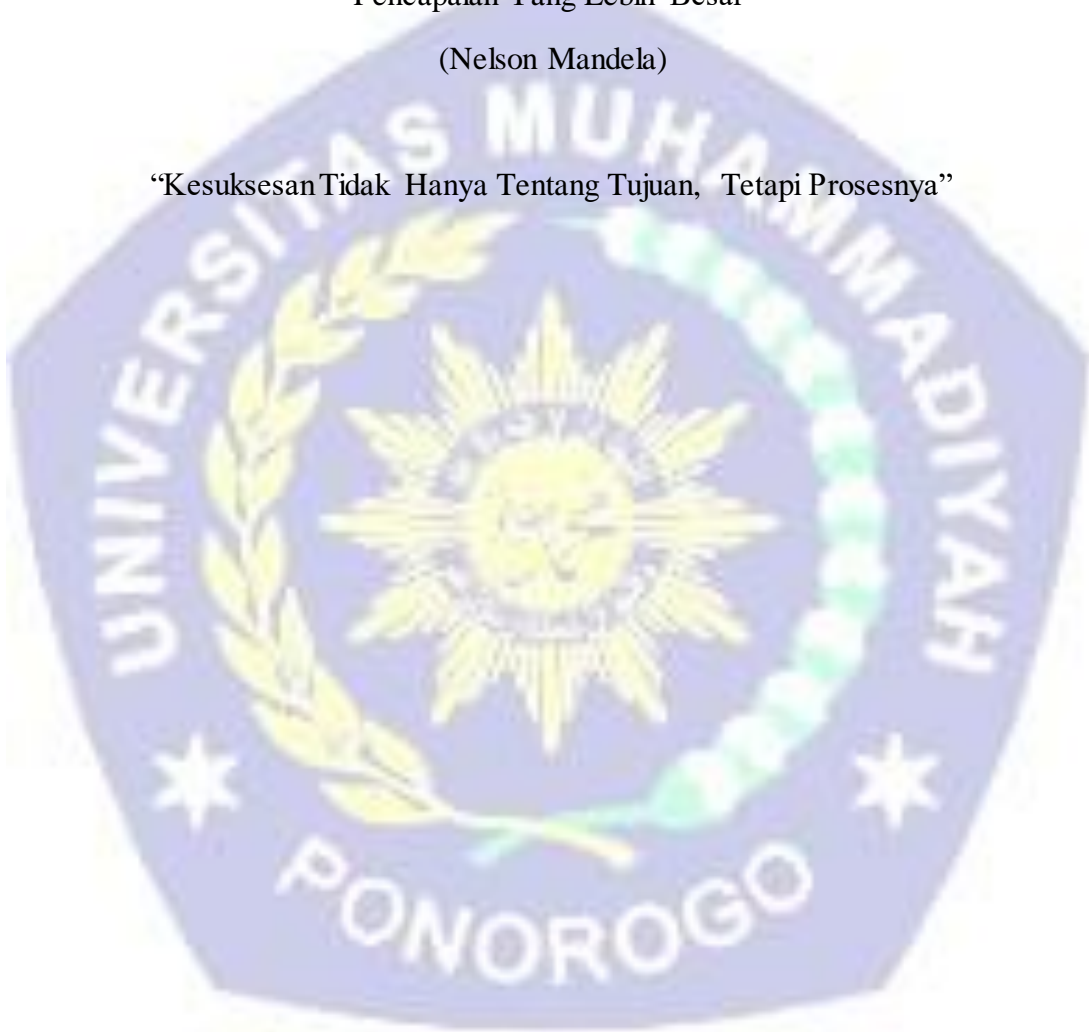 Pencapaian Yang Lebih Besar
(Nelson Mandela)
“Kesuksesan Tidak Hanya Tentang Tujuan, Tetapi Prosesnya”
UNIVERSITAS MUHAMMADIYAH
PONOROGO